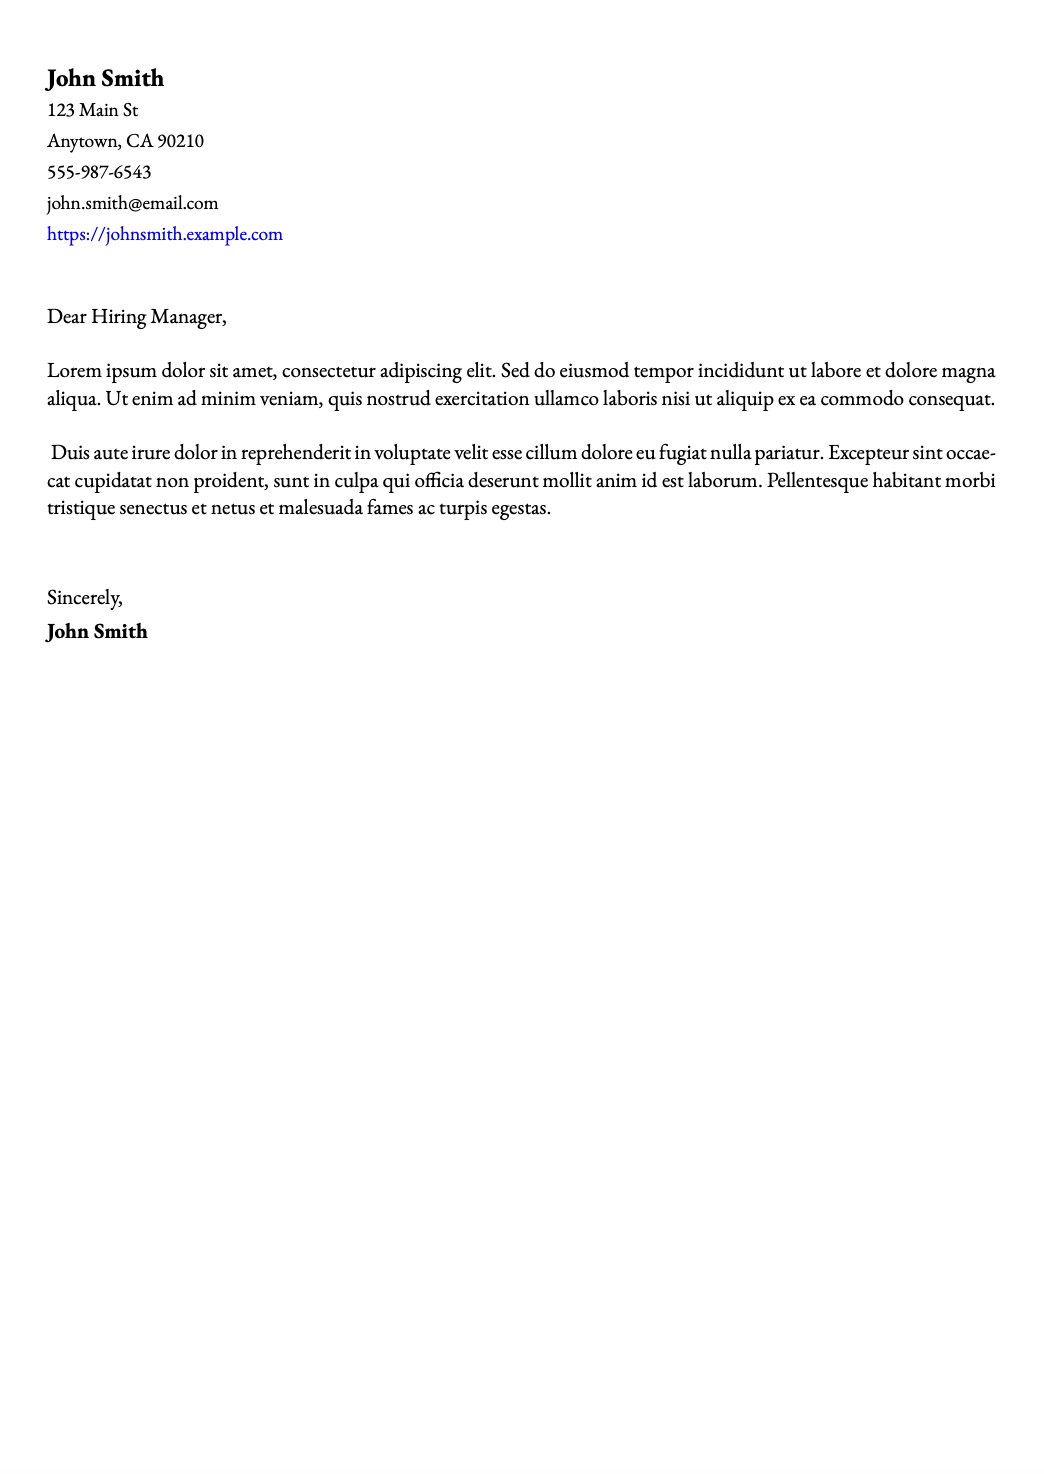 John Smith
123 Main St
Anytown, CA 90210
555-987-6543
john.smith@email.com
https://johnsmith.example.com
Dear Hiring Manager,
Lorem ipsum dolor sit amet, consectetur adipiscing elit. Sed do eiusmod tempor incididunt ut labore et dolore magna
aliqua. Ut enim ad minim veniam, quis nostrud exercitation ullamco laboris nisi ut aliquip ex ea commodo consequat.
Duis aute irure dolor in reprehenderit in voluptate velit esse cillum dolore eu fugiat nulla pariatur. Excepteur sint occae-
cat cupidatat non proident, sunt in culpa qui officia deserunt mollit anim id est laborum. Pellentesque habitant morbi
tristique senectus et netus et malesuada fames ac turpis egestas.
Sincerely,
John Smith